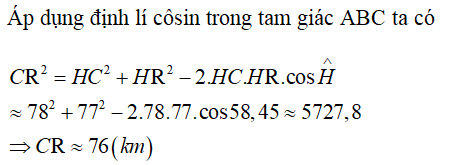 Áp dụng định lí côsin trong tam giác ABC ta có
CR² = HC² + HR² − 2.HC.HR.cosĤ
≈ 78² + 77² − 2.78.77.cos58,45 ≈ 5727,8
⇒ CR ≈ 76(km)